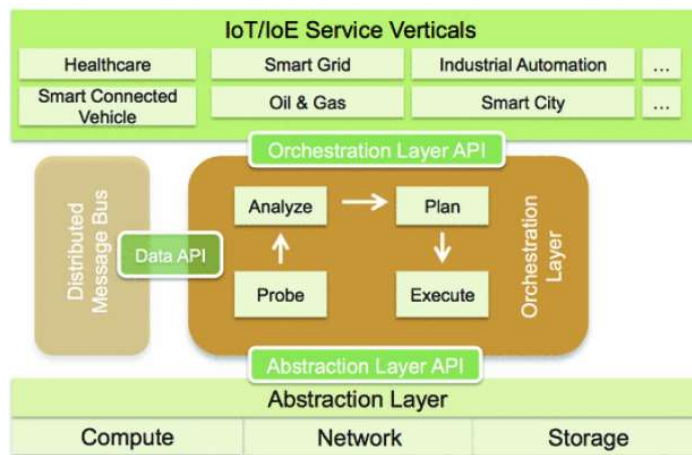 IoT/IoE Service Verticals
Healthcare
Smart Grid
Industrial Automation
...
Smart Connected
Vehicle
Oil & Gas
Smart City
...
Orchestration Layer API
Distributed
Message Bus
Data API
Analyze
Plan
Probe
Execute
Orchestration
Layer
Abstraction Layer API
Abstraction Layer
Compute
Network
Storage